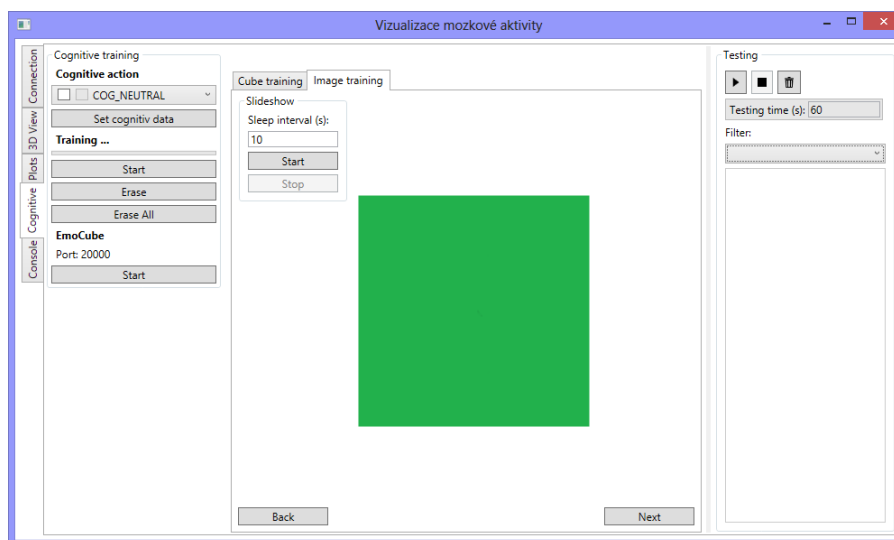 Vizualizace mozkové aktivity
Connection
3D View
Plots
Cognitive
Console
Cognitive training
Cognitive action
COG_NEUTRAL
Set cognitiv data
Training ...
Start
Erase
Erase All
EmoCube
Port: 20000
Start
Cube training
Image training
Slideshow
Sleep interval (s):
10
Start
Stop
Back
Next
Testing
Testing time (s): 60
Filter: